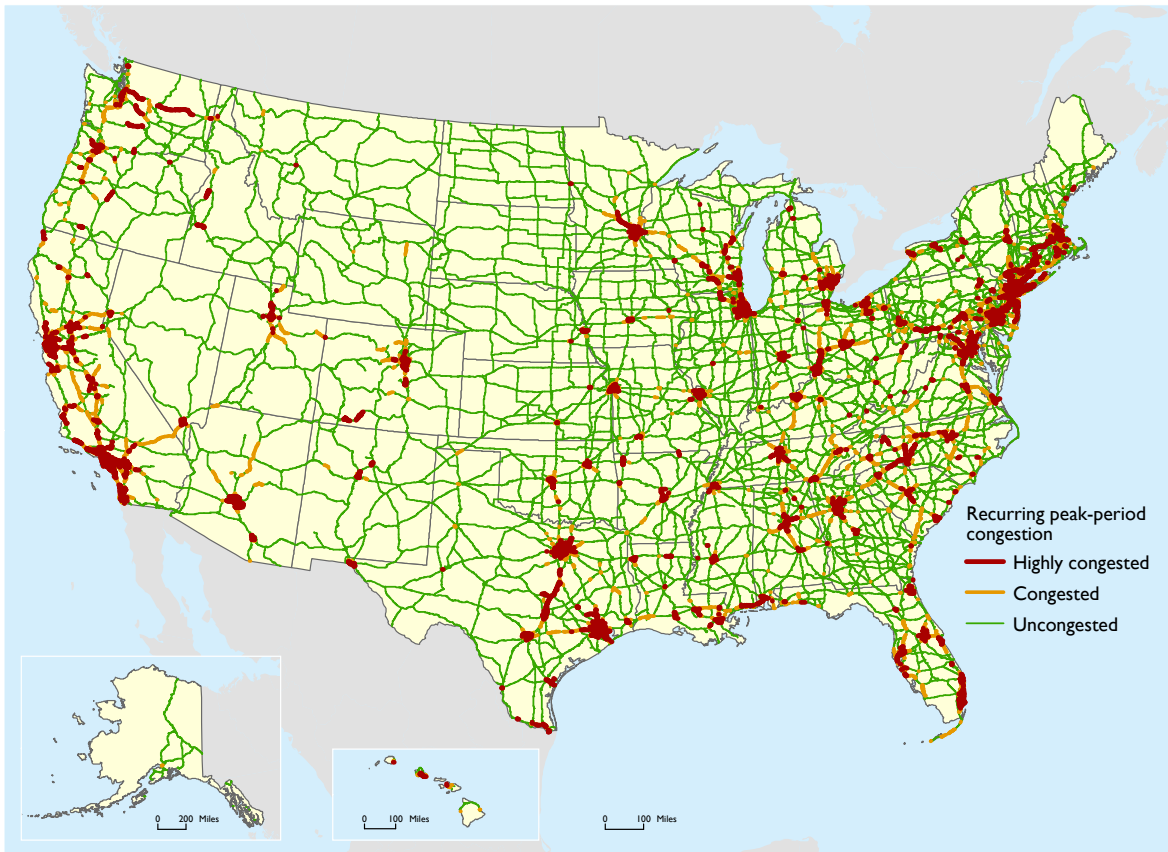 Recurring peak-period
congestion
Highly congested
Congested
Uncongested
0 200 Miles
0 100 Miles
0 100 Miles